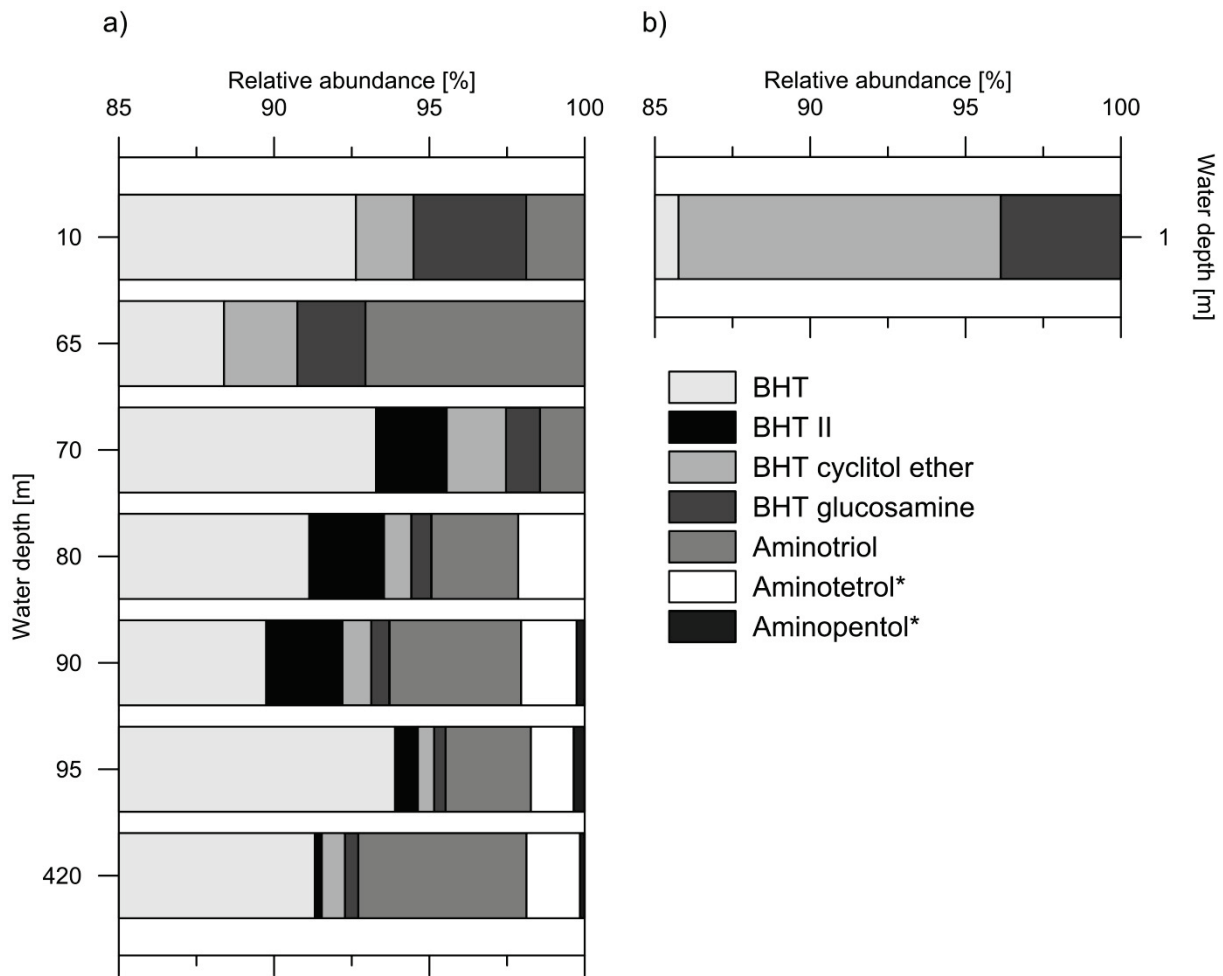 a)
Relative abundance [%]
85 90 95 100
Water depth [m]
10
65
70
80
90
95
420
b)
Relative abundance [%]
85 90 95 100
1
Water depth [m]
BHT
BHT II
BHT cyclitol ether
BHT glucosamine
Aminotriol
Aminotetrol*
Aminopentol*